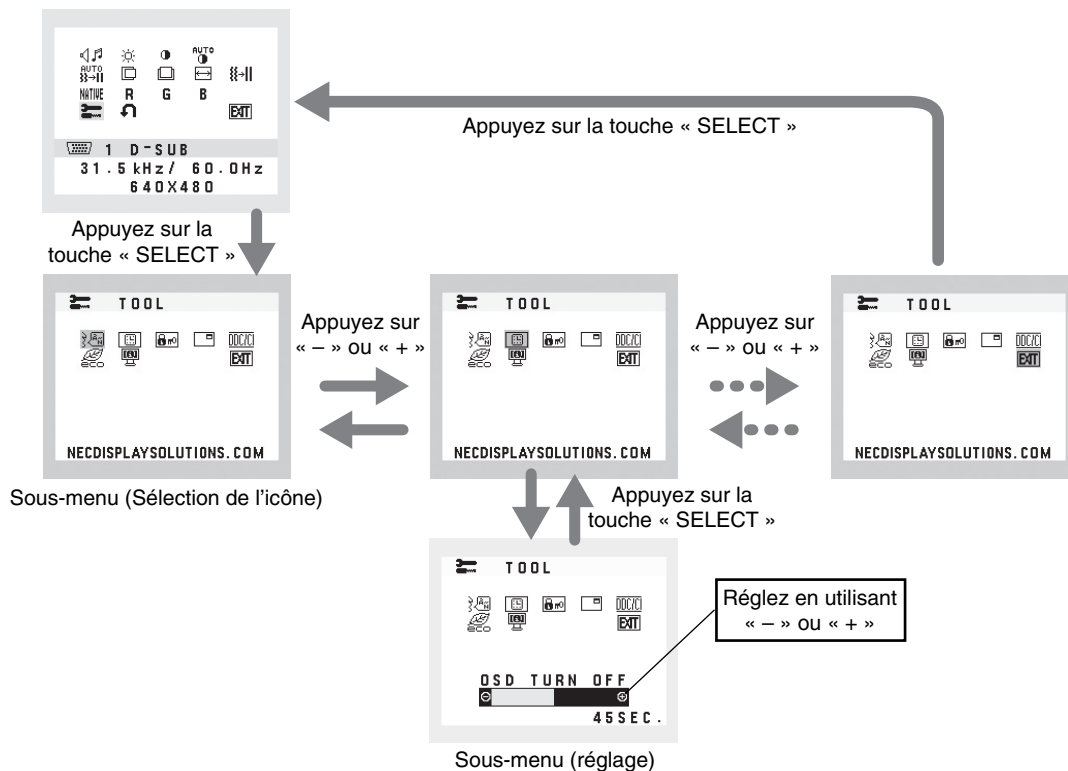 AUTO
AUTO
NATIVE R G B
EXIT
1 D-SUB
31.5 kHz/ 60.0Hz
640X480
Appuyez sur la touche « SELECT »
Appuyez sur la
touche « SELECT »
TOOL
DDC/CI
eco EXIT
NECDISPLAYSOLUTIONS.COM
Sous-menu (Sélection de l'icône)
Appuyez sur
« – » ou « + »
TOOL
DDC/CI
eco EXIT
NECDISPLAYSOLUTIONS.COM
Appuyez sur
« – » ou « + »
TOOL
DDC/CI
eco EXIT
NECDISPLAYSOLUTIONS.COM
Appuyez sur la
touche « SELECT »
TOOL
DDC/CI
eco EXIT
OSD TURN OFF
45SEC.
Réglez en utilisant
« – » ou « + »
Sous-menu (réglage)